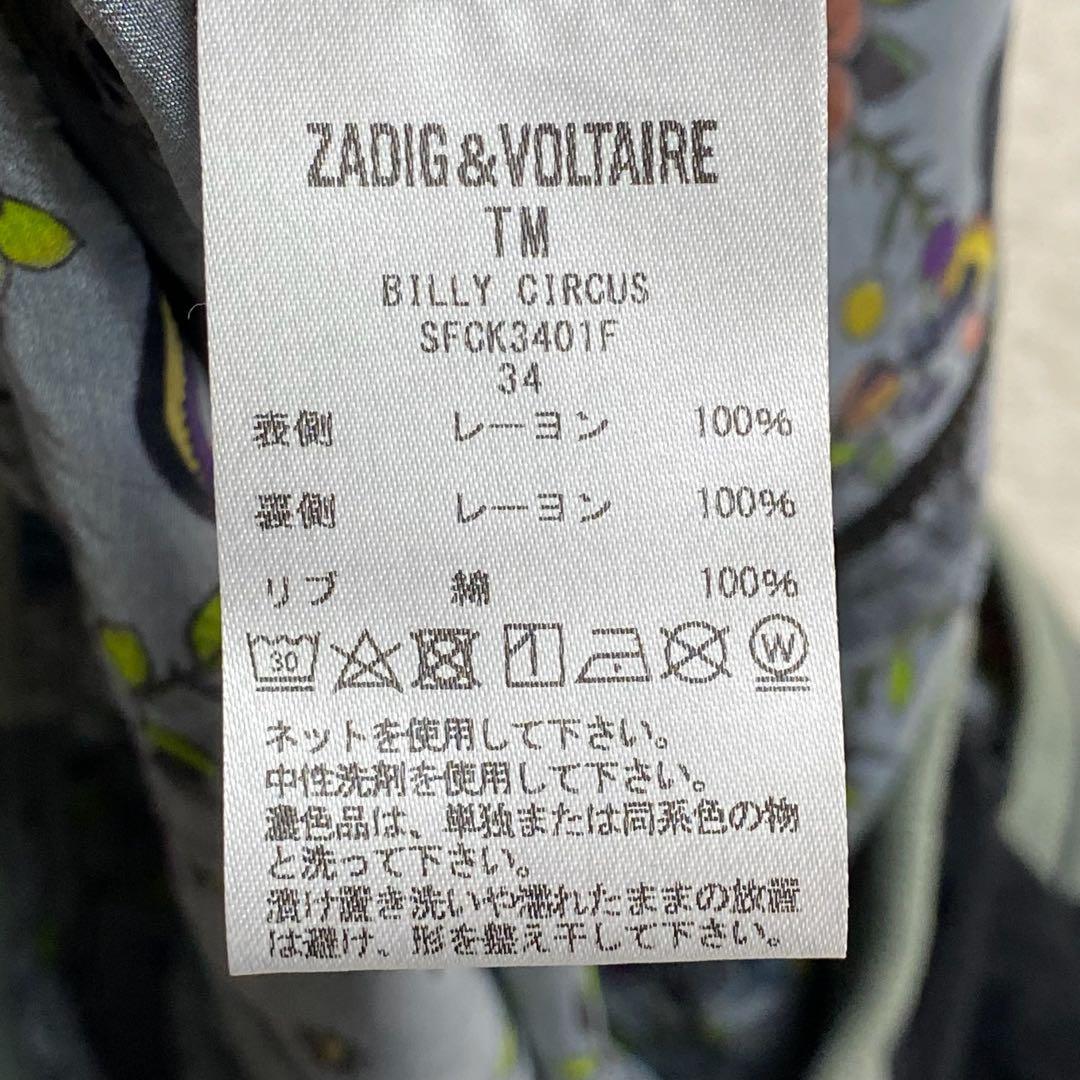 ZADIG&VOLTAIRE
TM
BILLY CIRCUS
SFCK3401F
34
表側 レーヨン 100%
裏側 レーヨン 100%
リブ 綿 100%
30 W
ネットを使用して下さい。
中性洗剤を使用して下さい。
濃色品は、単独または同系色の物
と洗って下さい。
漬け置き洗いや濡れたままの放置
は避け、形を整え干して下さい。